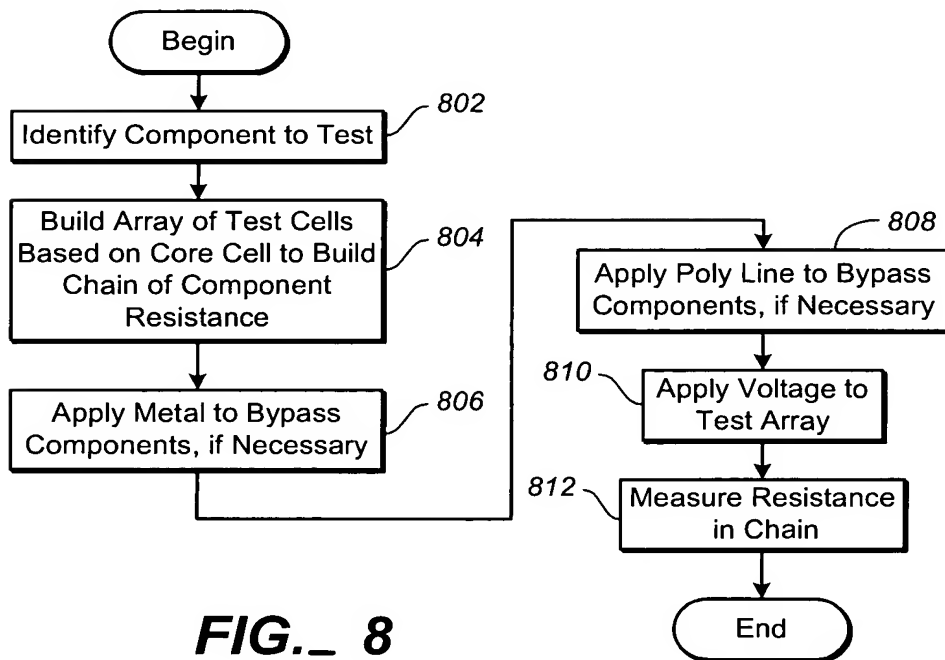 Begin
802
Identify Component to Test
Build Array of Test Cells
Based on Core Cell to Build
Chain of Component
Resistance
804
Apply Metal to Bypass
Components, if Necessary
806
808
Apply Poly Line to Bypass
Components, if Necessary
810
Apply Voltage to
Test Array
812
Measure Resistance
in Chain
End
FIG._ 8